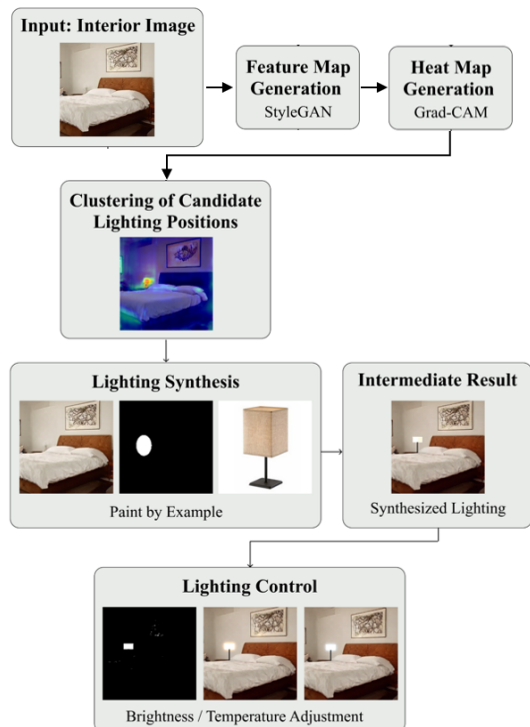 Input: Interior Image
Feature Map
Generation
StyleGAN
Heat Map
Generation
Grad-CAM
Clustering of Candidate
Lighting Positions
Lighting Synthesis
Paint by Example
Intermediate Result
Synthesized Lighting
Lighting Control
Brightness / Temperature Adjustment